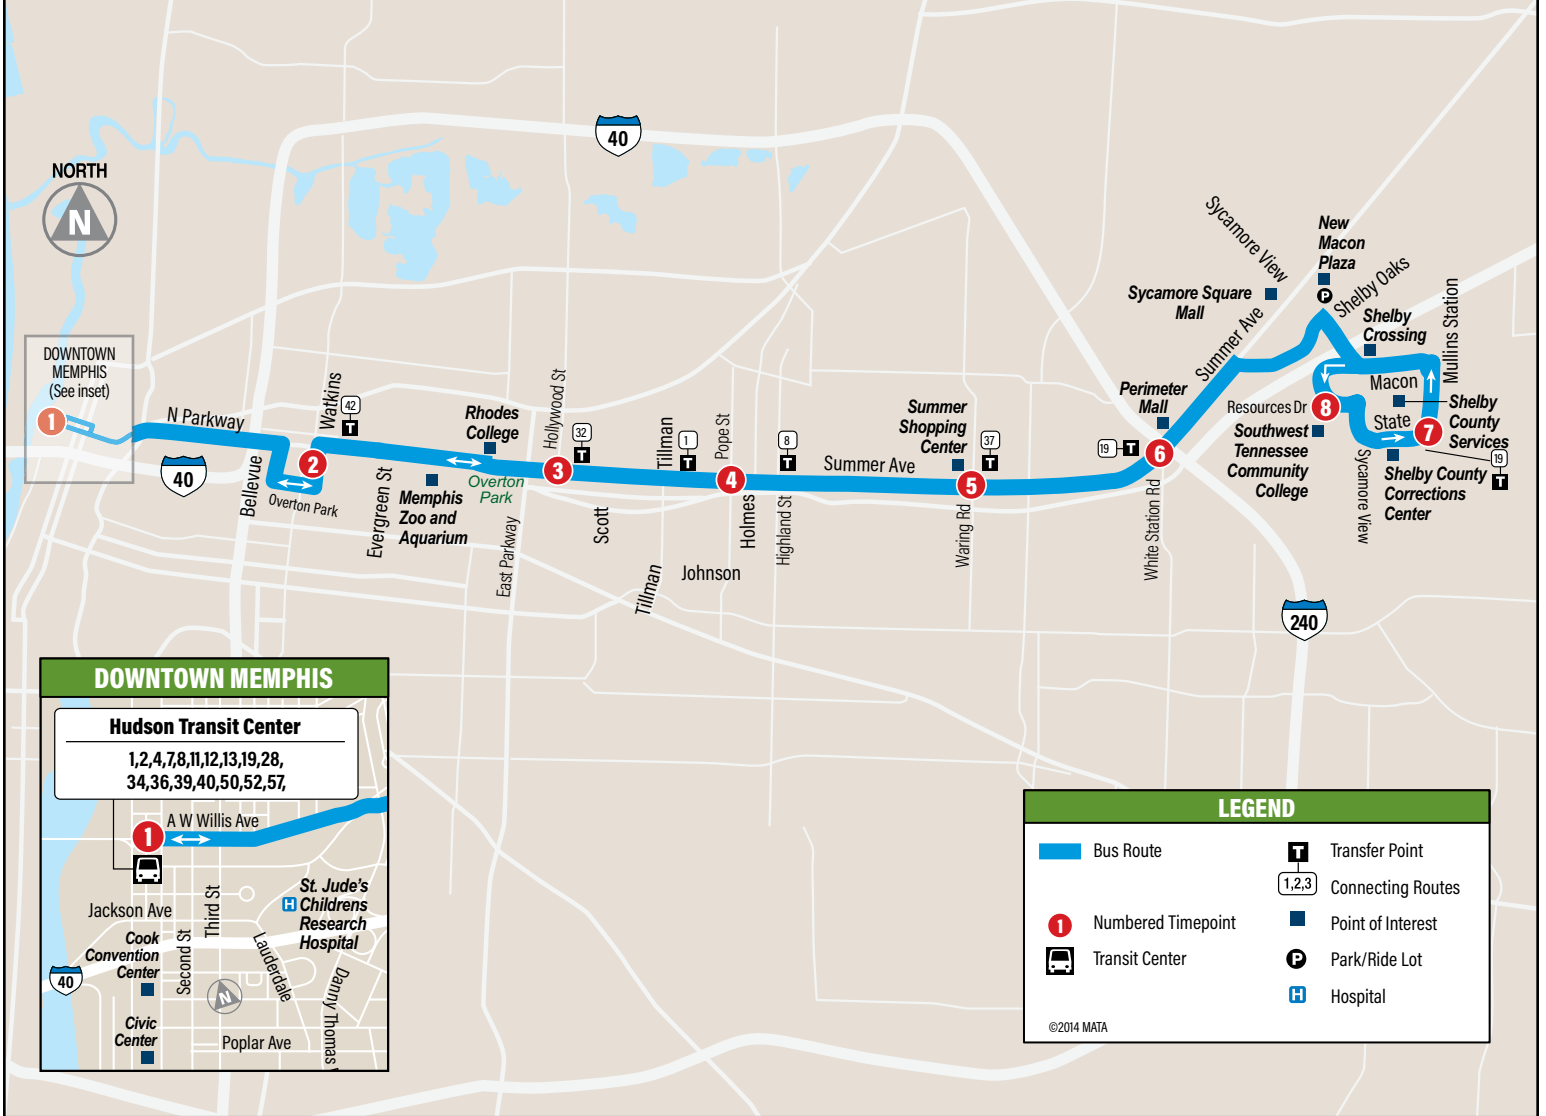 40
NORTH
N
DOWNTOWN
MEMPHIS
(See inset)
1
N Parkway
40
Bellevue
2
Overton Park
Watkins
42
T
Evergreen St
Memphis
Zoo and
Aquarium
Rhodes
College
Overton
Park
East Parkway
Hollywood St
32
T
3
Scott
Tillman
1
T
Tillman
Johnson
Pope St
4
Holmes
8
T
Highland St
Summer Ave
Summer
Shopping
Center
37
T
5
Waring Rd
19
T
6
White Station Rd
Perimeter
Mall
Summer Ave
Sycamore Square
Mall
Sycamore View
New
Macon
Plaza
P
Shelby Oaks
Shelby
Crossing
Mullins Station
Macon
Resources Dr
8
Shelby
County
Services
State
7
Southwest
Tennessee
Community
College
Sycamore View
Shelby County
Corrections
Center
19
T
240
DOWNTOWN MEMPHIS
Hudson Transit Center
1,2,4,7,8,11,12,13,19,28,
34,36,39,40,50,52,57,
1
A W Willis Ave
Jackson Ave
Third St
Second St
H
St. Jude's
Childrens
Research
Hospital
Cook
Convention
Center
40
Lauderdale
Danny Thomas
N
Civic
Center
Poplar Ave
LEGEND
Bus Route
1 Numbered Timepoint
Transit Center
T Transfer Point
1,2,3 Connecting Routes
Point of Interest
P Park/Ride Lot
H Hospital
©2014 MATA